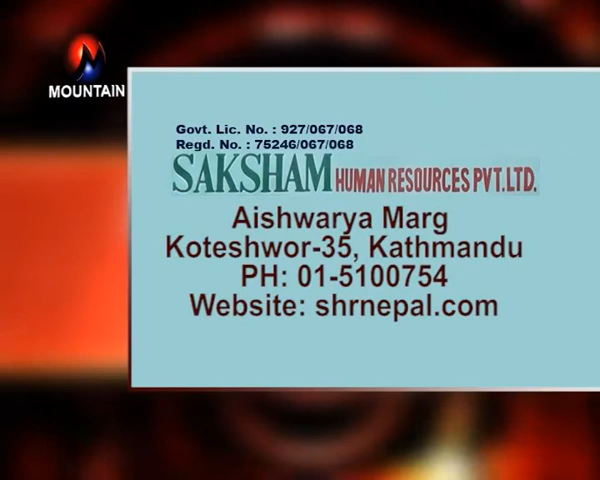 MOUNTAIN
Govt. Lic. No. : 927/067/068
Regd. No. : 75246/067/068
SAKSHAM HUMAN RESOURCES PVT.LTD.
Aishwarya Marg
Koteshwor-35, Kathmandu
PH: 01-5100754
Website: shrnepal.com